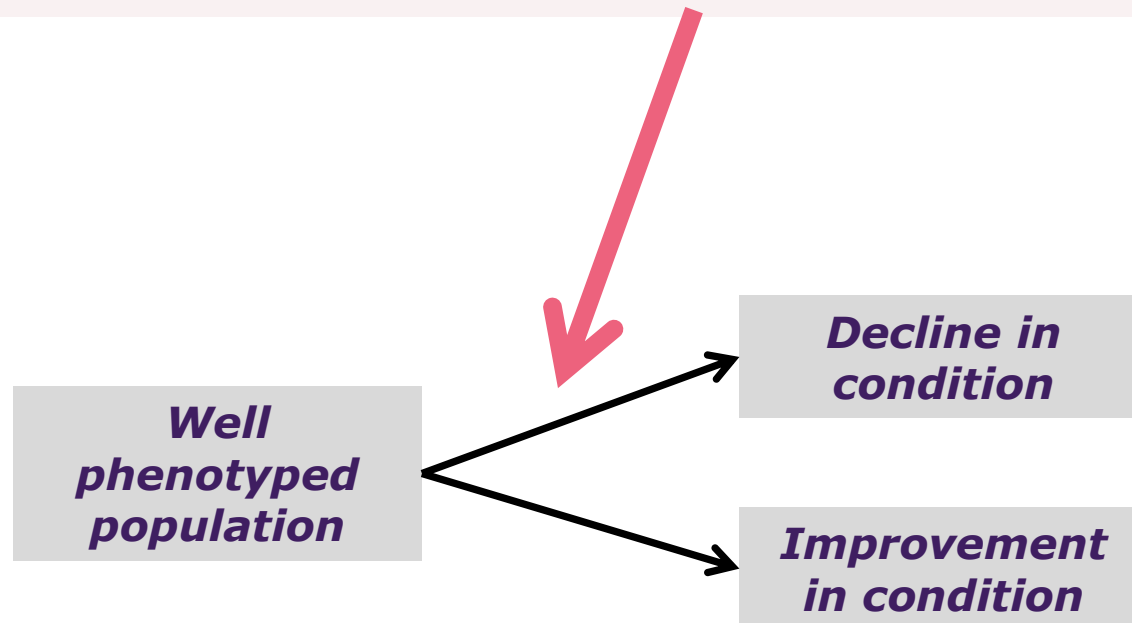 Decline in
condition
Well
phenotyped
population
Improvement
in condition